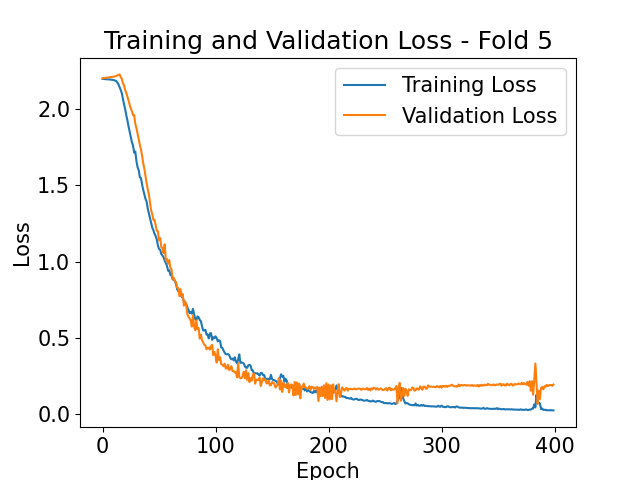 Training and Validation Loss - Fold 5
Training Loss
Validation Loss
Loss
2.0
1.5
1.0
0.5
0.0
0
100
200
300
400
Epoch